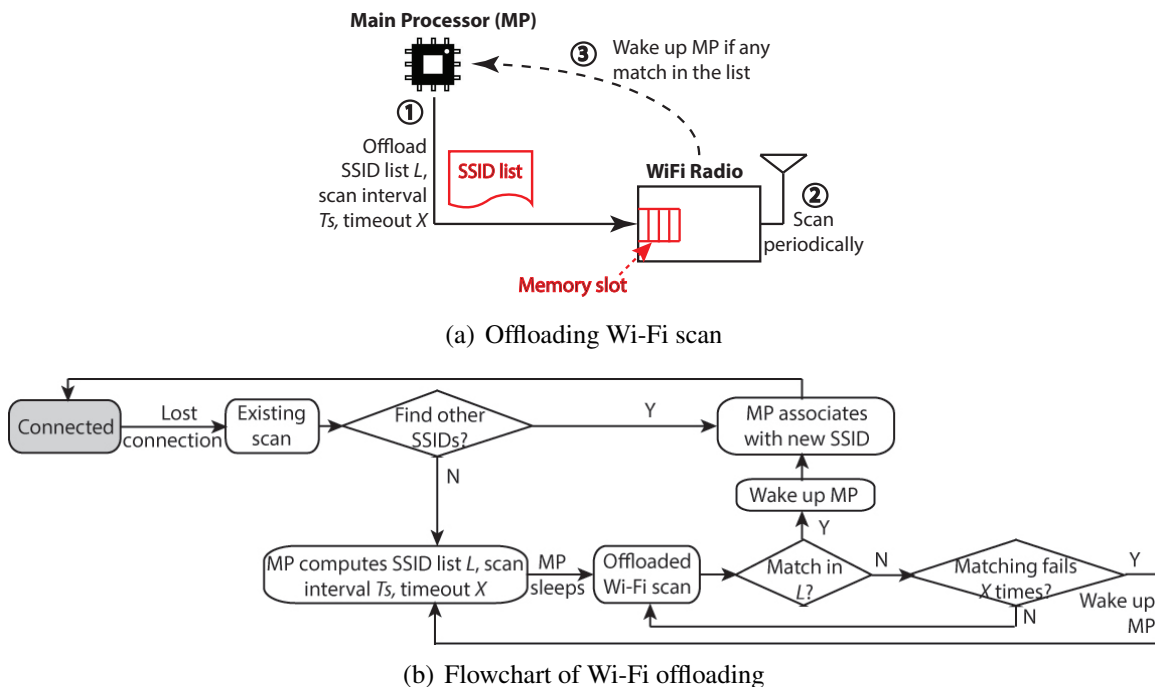 Main Processor (MP)
③ Wake up MP if any
match in the list
①
Offload
SSID list L,
scan interval
Ts, timeout X
SSID list
WiFi Radio
②
Scan
periodically
Memory slot
(a) Offloading Wi-Fi scan
Connected
Lost
connection
Existing
scan
Find other
SSIDs?
Y
MP associates
with new SSID
N
Wake up MP
Y
MP computes SSID list L, scan
interval Ts, timeout X
MP
sleeps
Offloaded
Wi-Fi scan
Match in
L?
N
Matching fails
X times?
Y
N
Wake up
MP
(b) Flowchart of Wi-Fi offloading